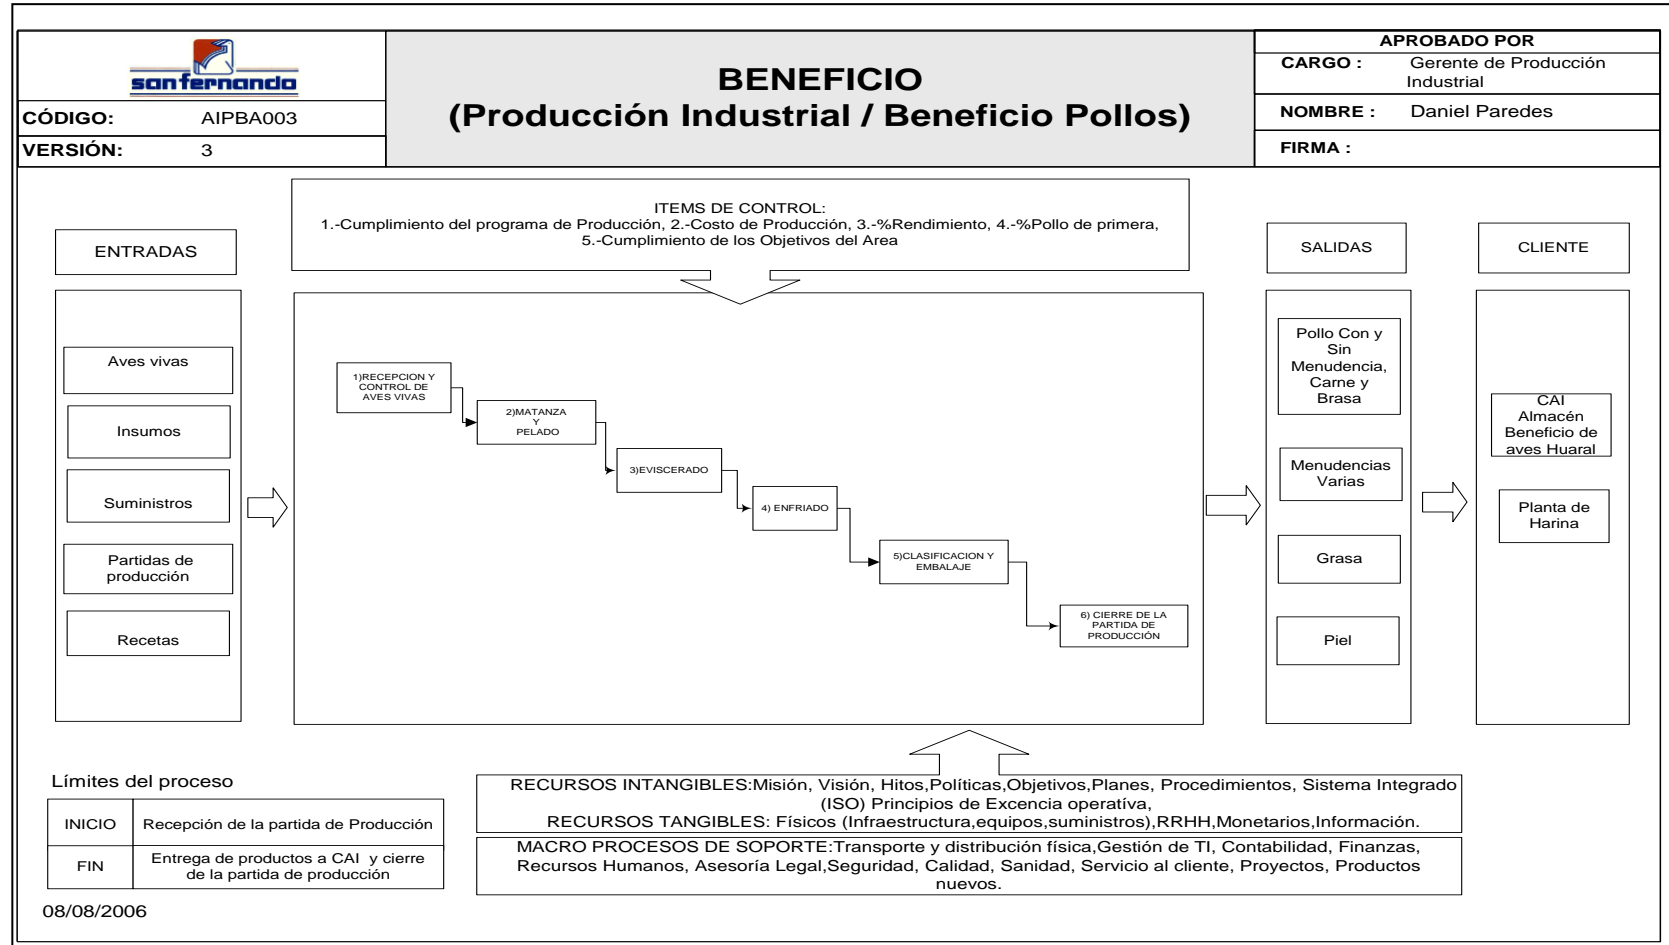 san fernando
CÓDIGO: AIPBA003
VERSIÓN: 3
BENEFICIO
(Producción Industrial / Beneficio Pollos)
APROBADO POR
CARGO : Gerente de Producción
Industrial
NOMBRE : Daniel Paredes
FIRMA :
ITEMS DE CONTROL:
1.-Cumplimiento del programa de Producción, 2.-Costo de Producción, 3.-%Rendimiento, 4.-%Pollo de primera,
5.-Cumplimiento de los Objetivos del Area
ENTRADAS
Aves vivas
Insumos
Suministros
Partidas de
producción
Recetas
1)RECEPCION Y
CONTROL DE
AVES VIVAS
2)MATANZA
Y
PELADO
3)EVISCERADO
4) ENFRIADO
5)CLASIFICACION Y
EMBALAJE
6) CIERRE DE LA
PARTIDA DE
PRODUCCIÓN
SALIDAS
Pollo Con y
Sin
Menudencia,
Carne y
Brasa
Menudencias
Varias
Grasa
Piel
CLIENTE
CAI
Almacén
Beneficio de
aves Huaral
Planta de
Harina
Límites del proceso
INICIO Recepción de la partida de Producción
FIN Entrega de productos a CAI y cierre
de la partida de producción
RECURSOS INTANGIBLES:Misión, Visión, Hitos,Políticas,Objetivos,Planes, Procedimientos, Sistema Integrado
(ISO) Principios de Excencia operatíva,
RECURSOS TANGIBLES: Físicos (Infraestructura,equipos,suministros),RRHH,Monetarios,Información.
MACRO PROCESOS DE SOPORTE:Transporte y distribución física,Gestión de TI, Contabilidad, Finanzas,
Recursos Humanos, Asesoría Legal,Seguridad, Calidad, Sanidad, Servicio al cliente, Proyectos, Productos
nuevos.
08/08/2006